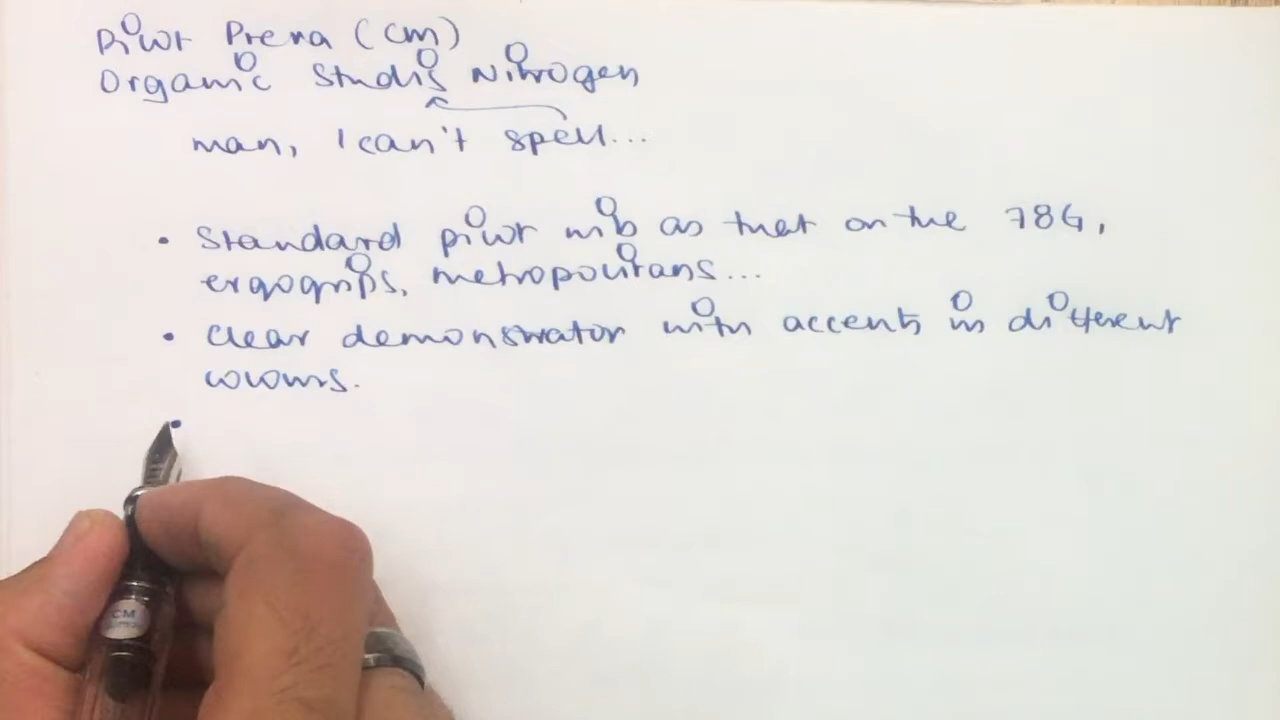 Pilot Prera (CM)
Organic Studis Nitrogen
man, I can't spell...
• Standard pilot nib as that on the 78G,
ergogrips, metropolitans...
• Clear demonstrator with accents in different
colours.
•
CM